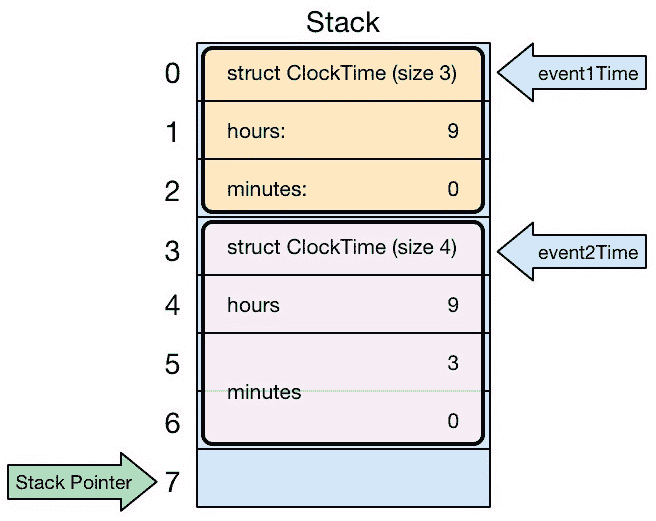 Stack
0 struct ClockTime (size 3) event1Time
1 hours: 9
2 minutes: 0
3 struct ClockTime (size 4) event2Time
4 hours 9
5 3
minutes
6 0
Stack Pointer 7